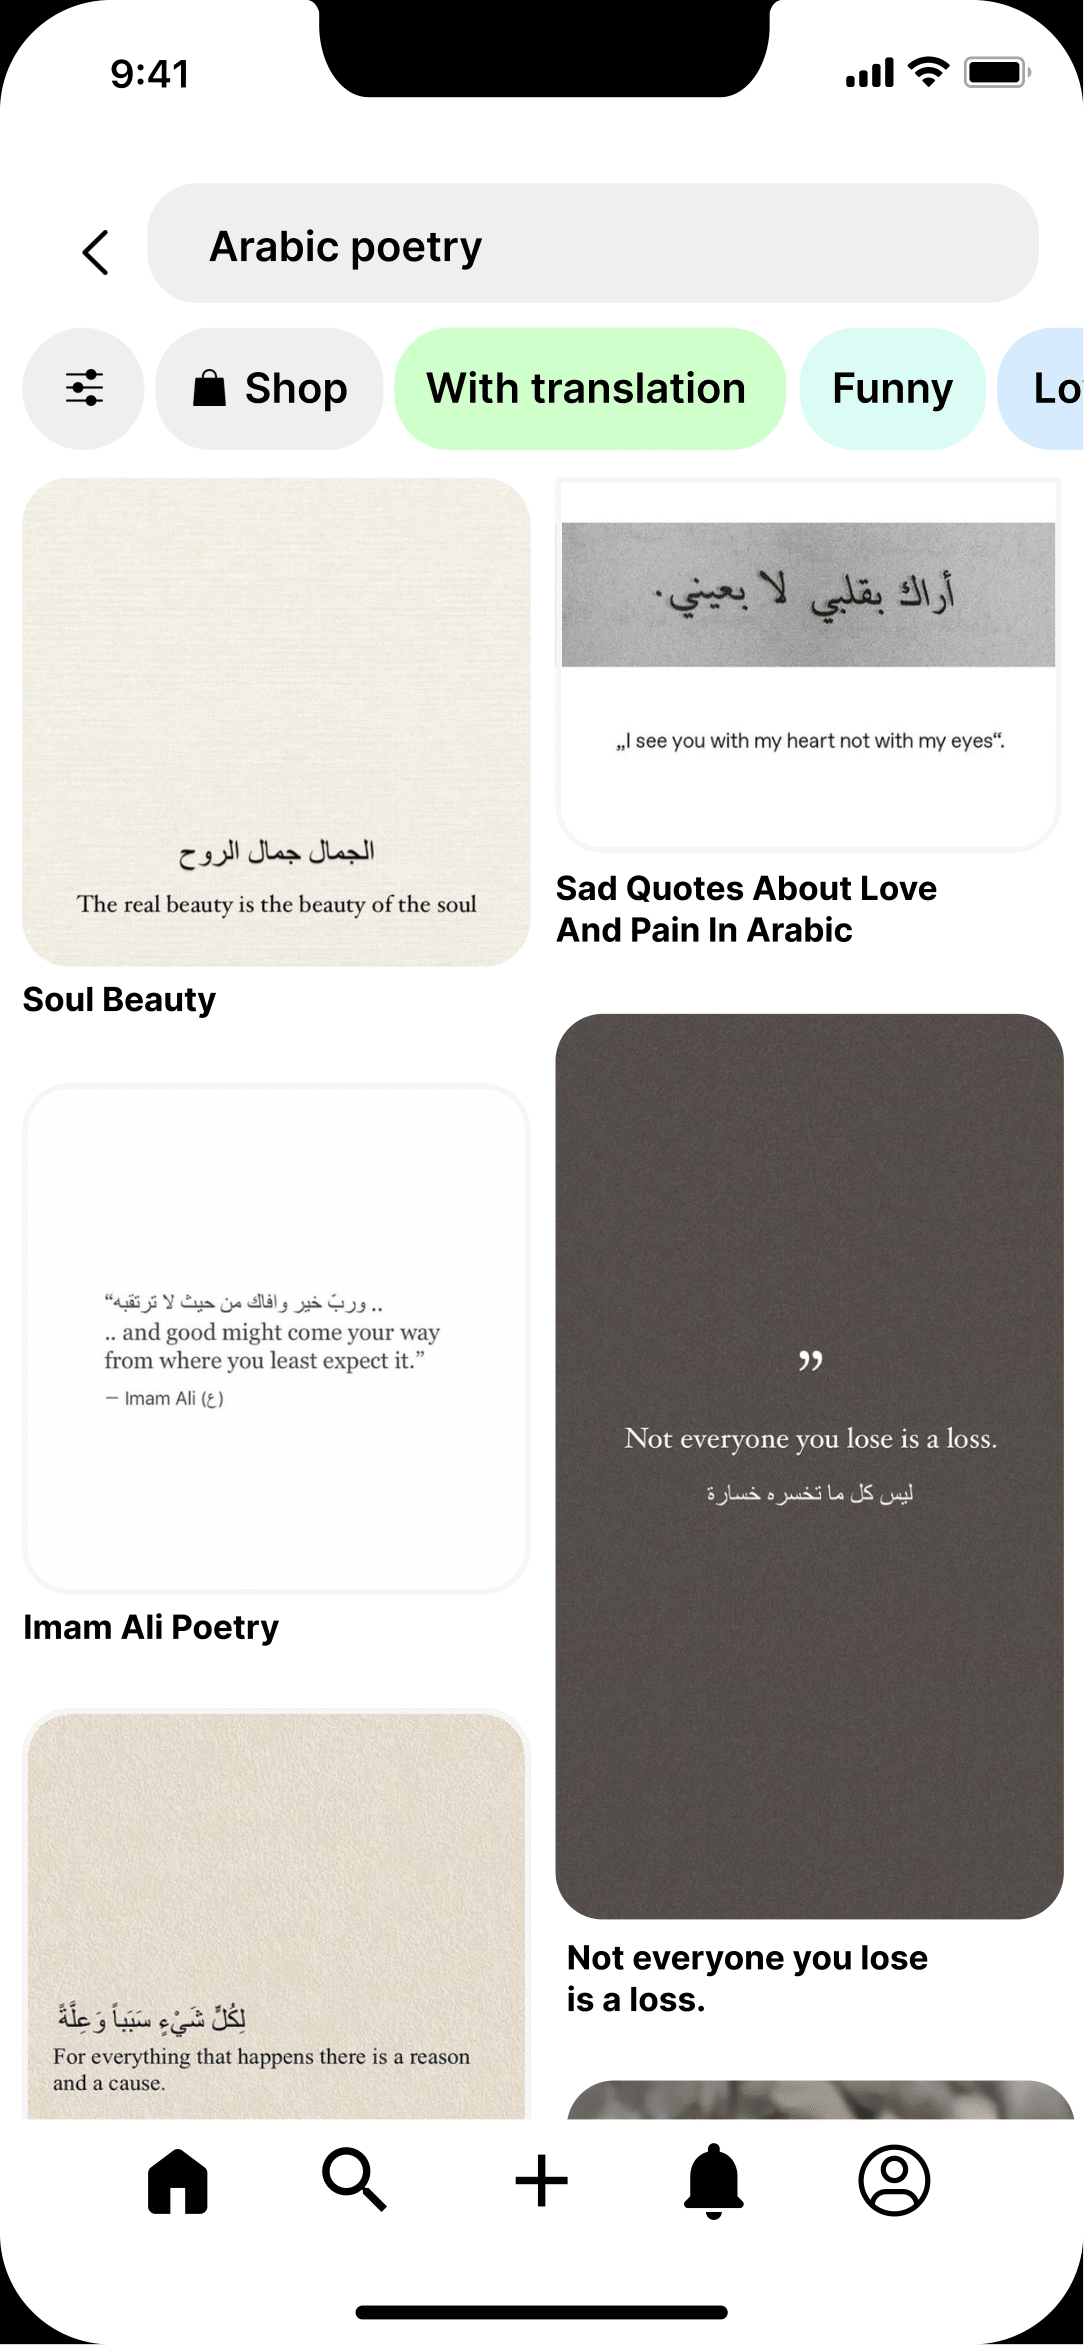 9:41
Arabic poetry
Shop
With translation
Funny
Lo
الجمال جمال الروح
The real beauty is the beauty of the soul
Soul Beauty
أراك بقلبي لا بعيني.
„I see you with my heart not with my eyes“.
Sad Quotes About Love
And Pain In Arabic
“وربّ خير وافاك من حيث لا ترتقبه ..
.. and good might come your way
from where you least expect it.”
— Imam Ali (ع)
Imam Ali Poetry
”
Not everyone you lose is a loss.
ليس كل ما تخسره خسارة
Not everyone you lose
is a loss.
لِكُلِّ شَيْءٍ سَبَباً وَعِلَّةً
For everything that happens there is a reason
and a cause.